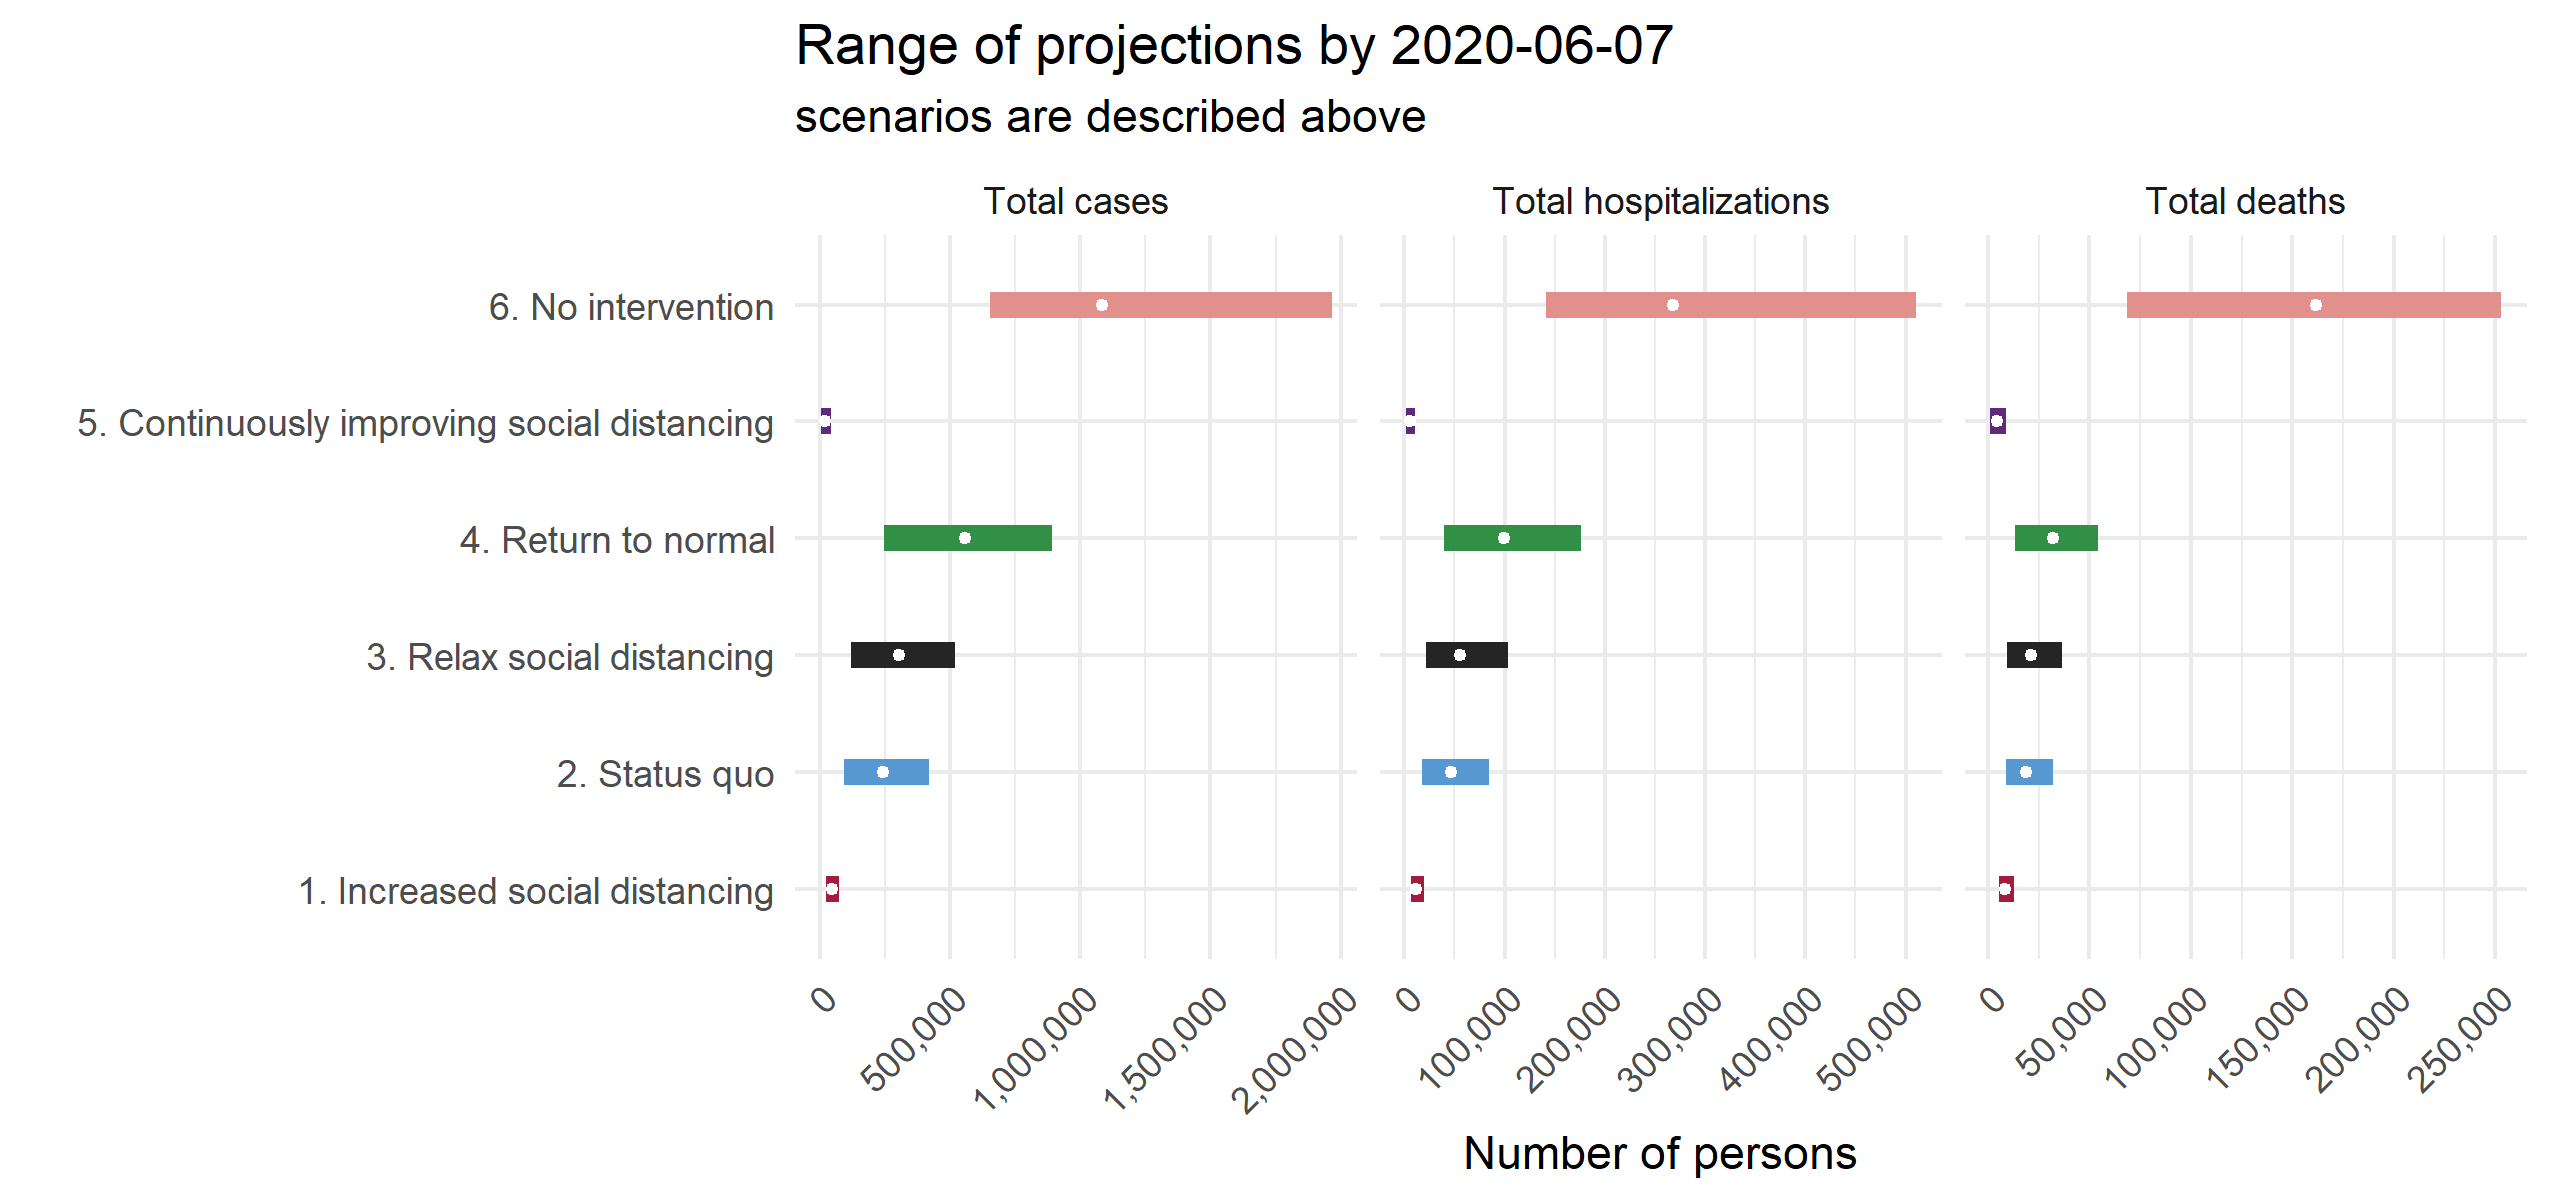 Range of projections by 2020-06-07
scenarios are described above
Total cases
Total hospitalizations
Total deaths
6. No intervention
5. Continuously improving social distancing
4. Return to normal
3. Relax social distancing
2. Status quo
1. Increased social distancing
0
500,000
1,000,000
1,500,000
2,000,000
0
100,000
200,000
300,000
400,000
500,000
0
50,000
100,000
150,000
200,000
250,000
Number of persons